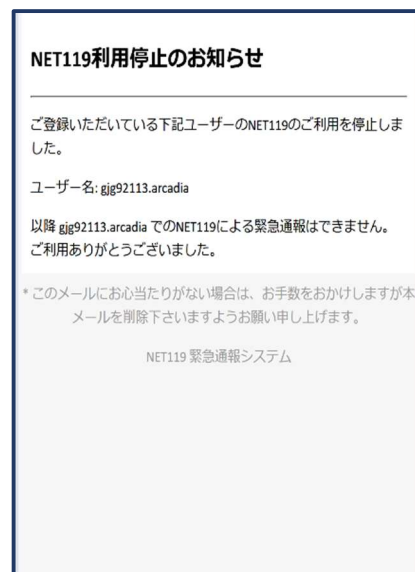 NET119利用停止のお知らせ
ご登録いただいている下記ユーザーのNET119のご利用を停止しま
した。
ユーザー名: gjg92113.arcadia
以降 gjg92113.arcadia でのNET119による緊急通報はできません。
ご利用ありがとうございました。
* このメールにお心当たりがない場合は、お手数をおかけしますが本
メールを削除下さいますようお願い申し上げます。
NET119 緊急通報システム